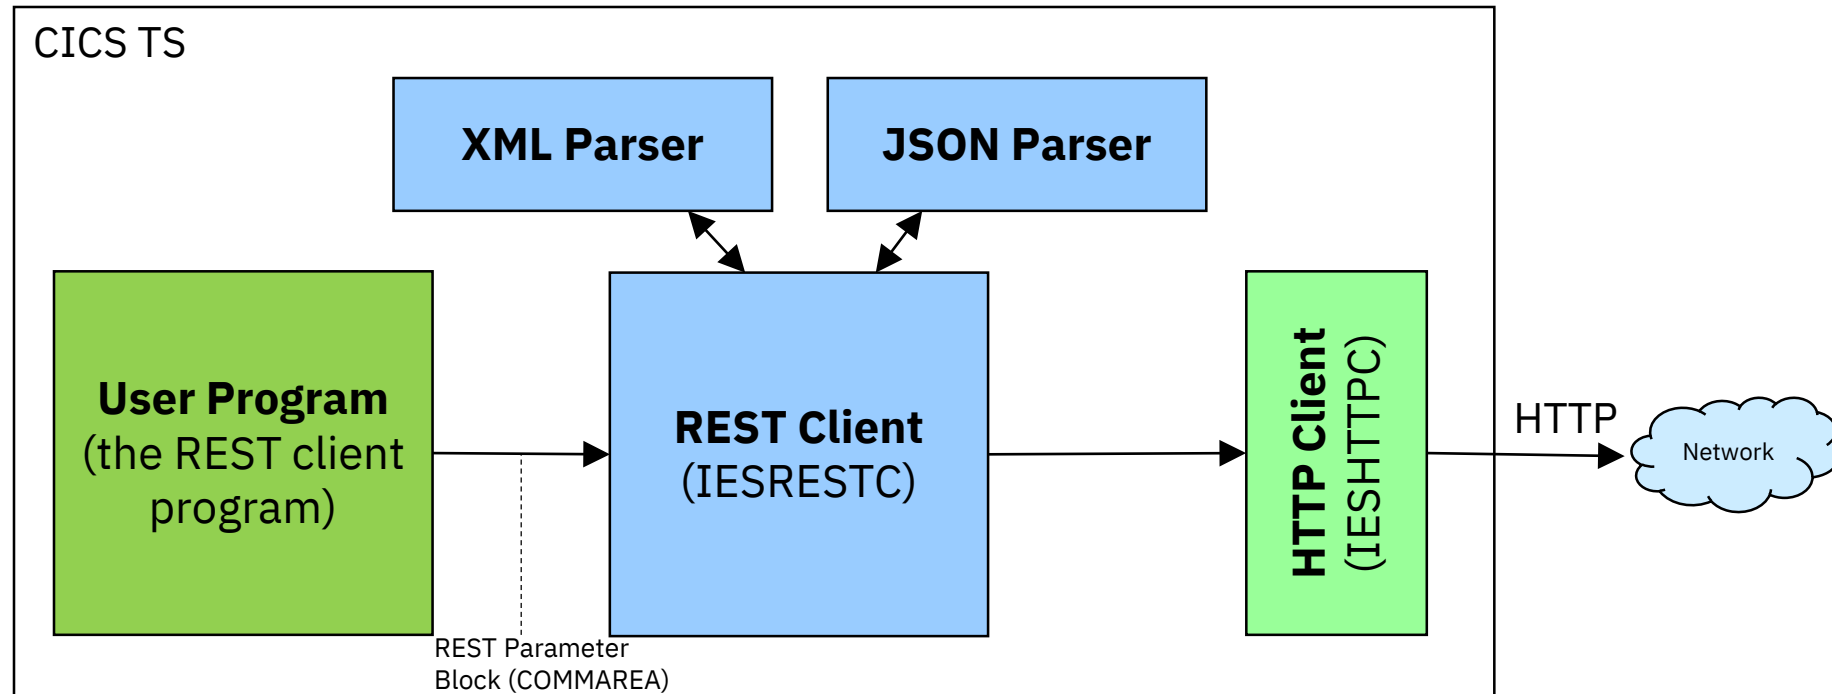 CICS TS
XML Parser
JSON Parser
User Program
(the REST client
program)
REST Client
(IESRESTC)
HTTP Client
(IESHTTPC)
HTTP
Network
REST Parameter
Block (COMMAREA)